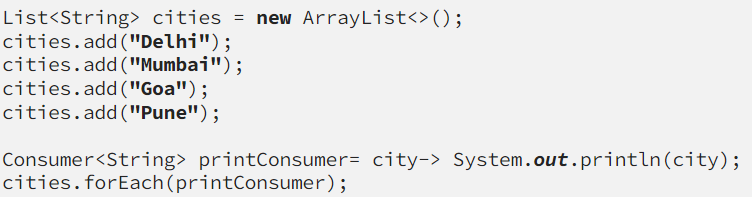 List<String> cities = new ArrayList<>();
cities.add("Delhi");
cities.add("Mumbai");
cities.add("Goa");
cities.add("Pune");
Consumer<String> printConsumer= city-> System.out.println(city);
cities.forEach(printConsumer);